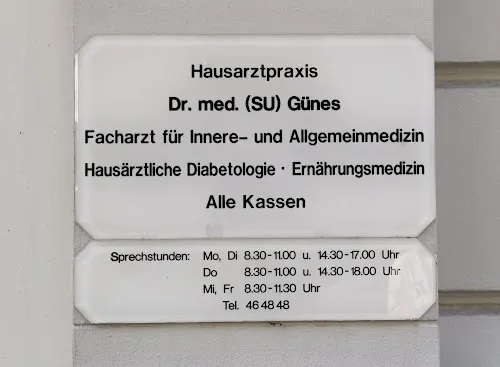 Hausarztpraxis
Dr. med. (SU) Günes
Facharzt für Innere- und Allgemeinmedizin
Hausärztliche Diabetologie · Ernährungsmedizin
Alle Kassen
Sprechstunden: Mo, Di 8.30-11.00 u. 14.30-17.00 Uhr
Do 8.30-11.00 u. 14.30-18.00 Uhr
Mi, Fr 8.30-11.30 Uhr
Tel. 46 48 48